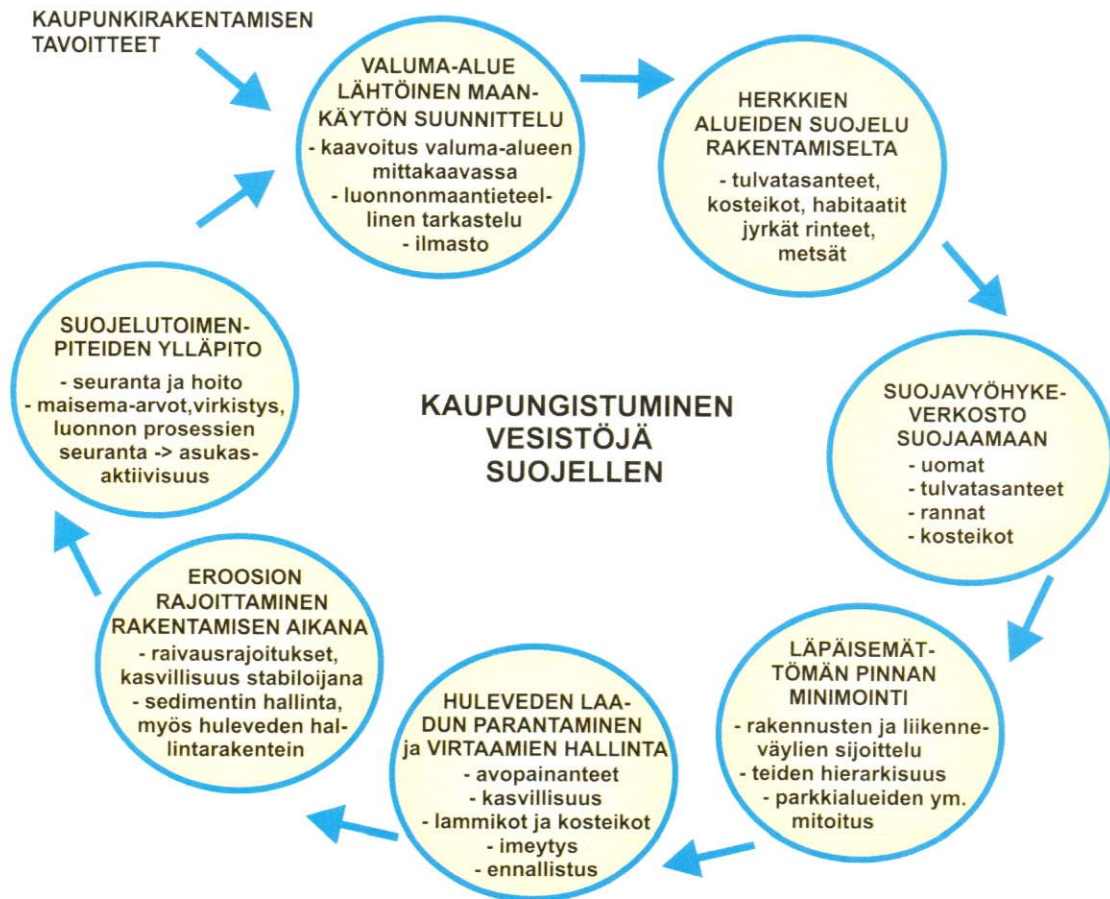 KAUPUNKIRAKENTAMISEN
TAVOITTEET
VALUMA-ALUE
LÄHTÖINEN MAAN-
KÄYTÖN SUUNNITTELU
- kaavoitus valuma-alueen
mittakaavassa
- luonnonmaantieteel-
linen tarkastelu
- ilmasto
HERKKIEN
ALUEIDEN SUOJELU
RAKENTAMISELTA
- tulvatasanteet,
kosteikot, habitaatit
jyrkät rinteet,
metsät
SUOJAVYÖHYKE-
VERKOSTO
SUOJAAMAAN
- uomat
- tulvatasanteet
- rannat
- kosteikot
LÄPÄISEMÄT-
TÖMÄN PINNAN
MINIMOINTI
- rakennusten ja liikenne-
väylien sijoittelu
- teiden hierarkisuus
- parkkialueiden ym.
mitoitus
HULEVEDEN LAA-
DUN PARANTAMINEN
ja VIRTAAMIEN HALLINTA
- avopainanteet
- kasvillisuus
- lammikot ja kosteikot
- imeytys
- ennallistus
EROOSION
RAJOITTAMINEN
RAKENTAMISEN AIKANA
- raivausrajoitukset,
kasvillisuus stabiloijana
- sedimentin hallinta,
myös huleveden hal-
lintarakentein
SUOJELUTOIMEN-
PITEIDEN YLLÄPITO
- seuranta ja hoito
- maisema-arvot,virkistys,
luonnon prosessien
seuranta -> asukas-
aktiivisuus
KAUPUNGISTUMINEN
VESISTÖJÄ
SUOJELLEN